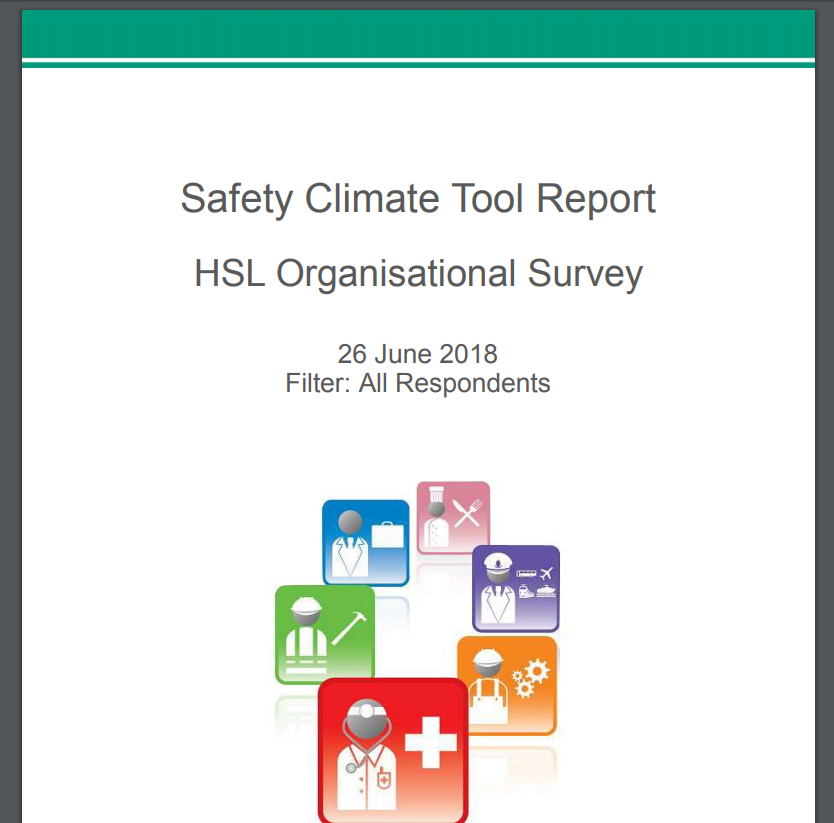 Safety Climate Tool Report
HSL Organisational Survey
26 June 2018
Filter: All Respondents